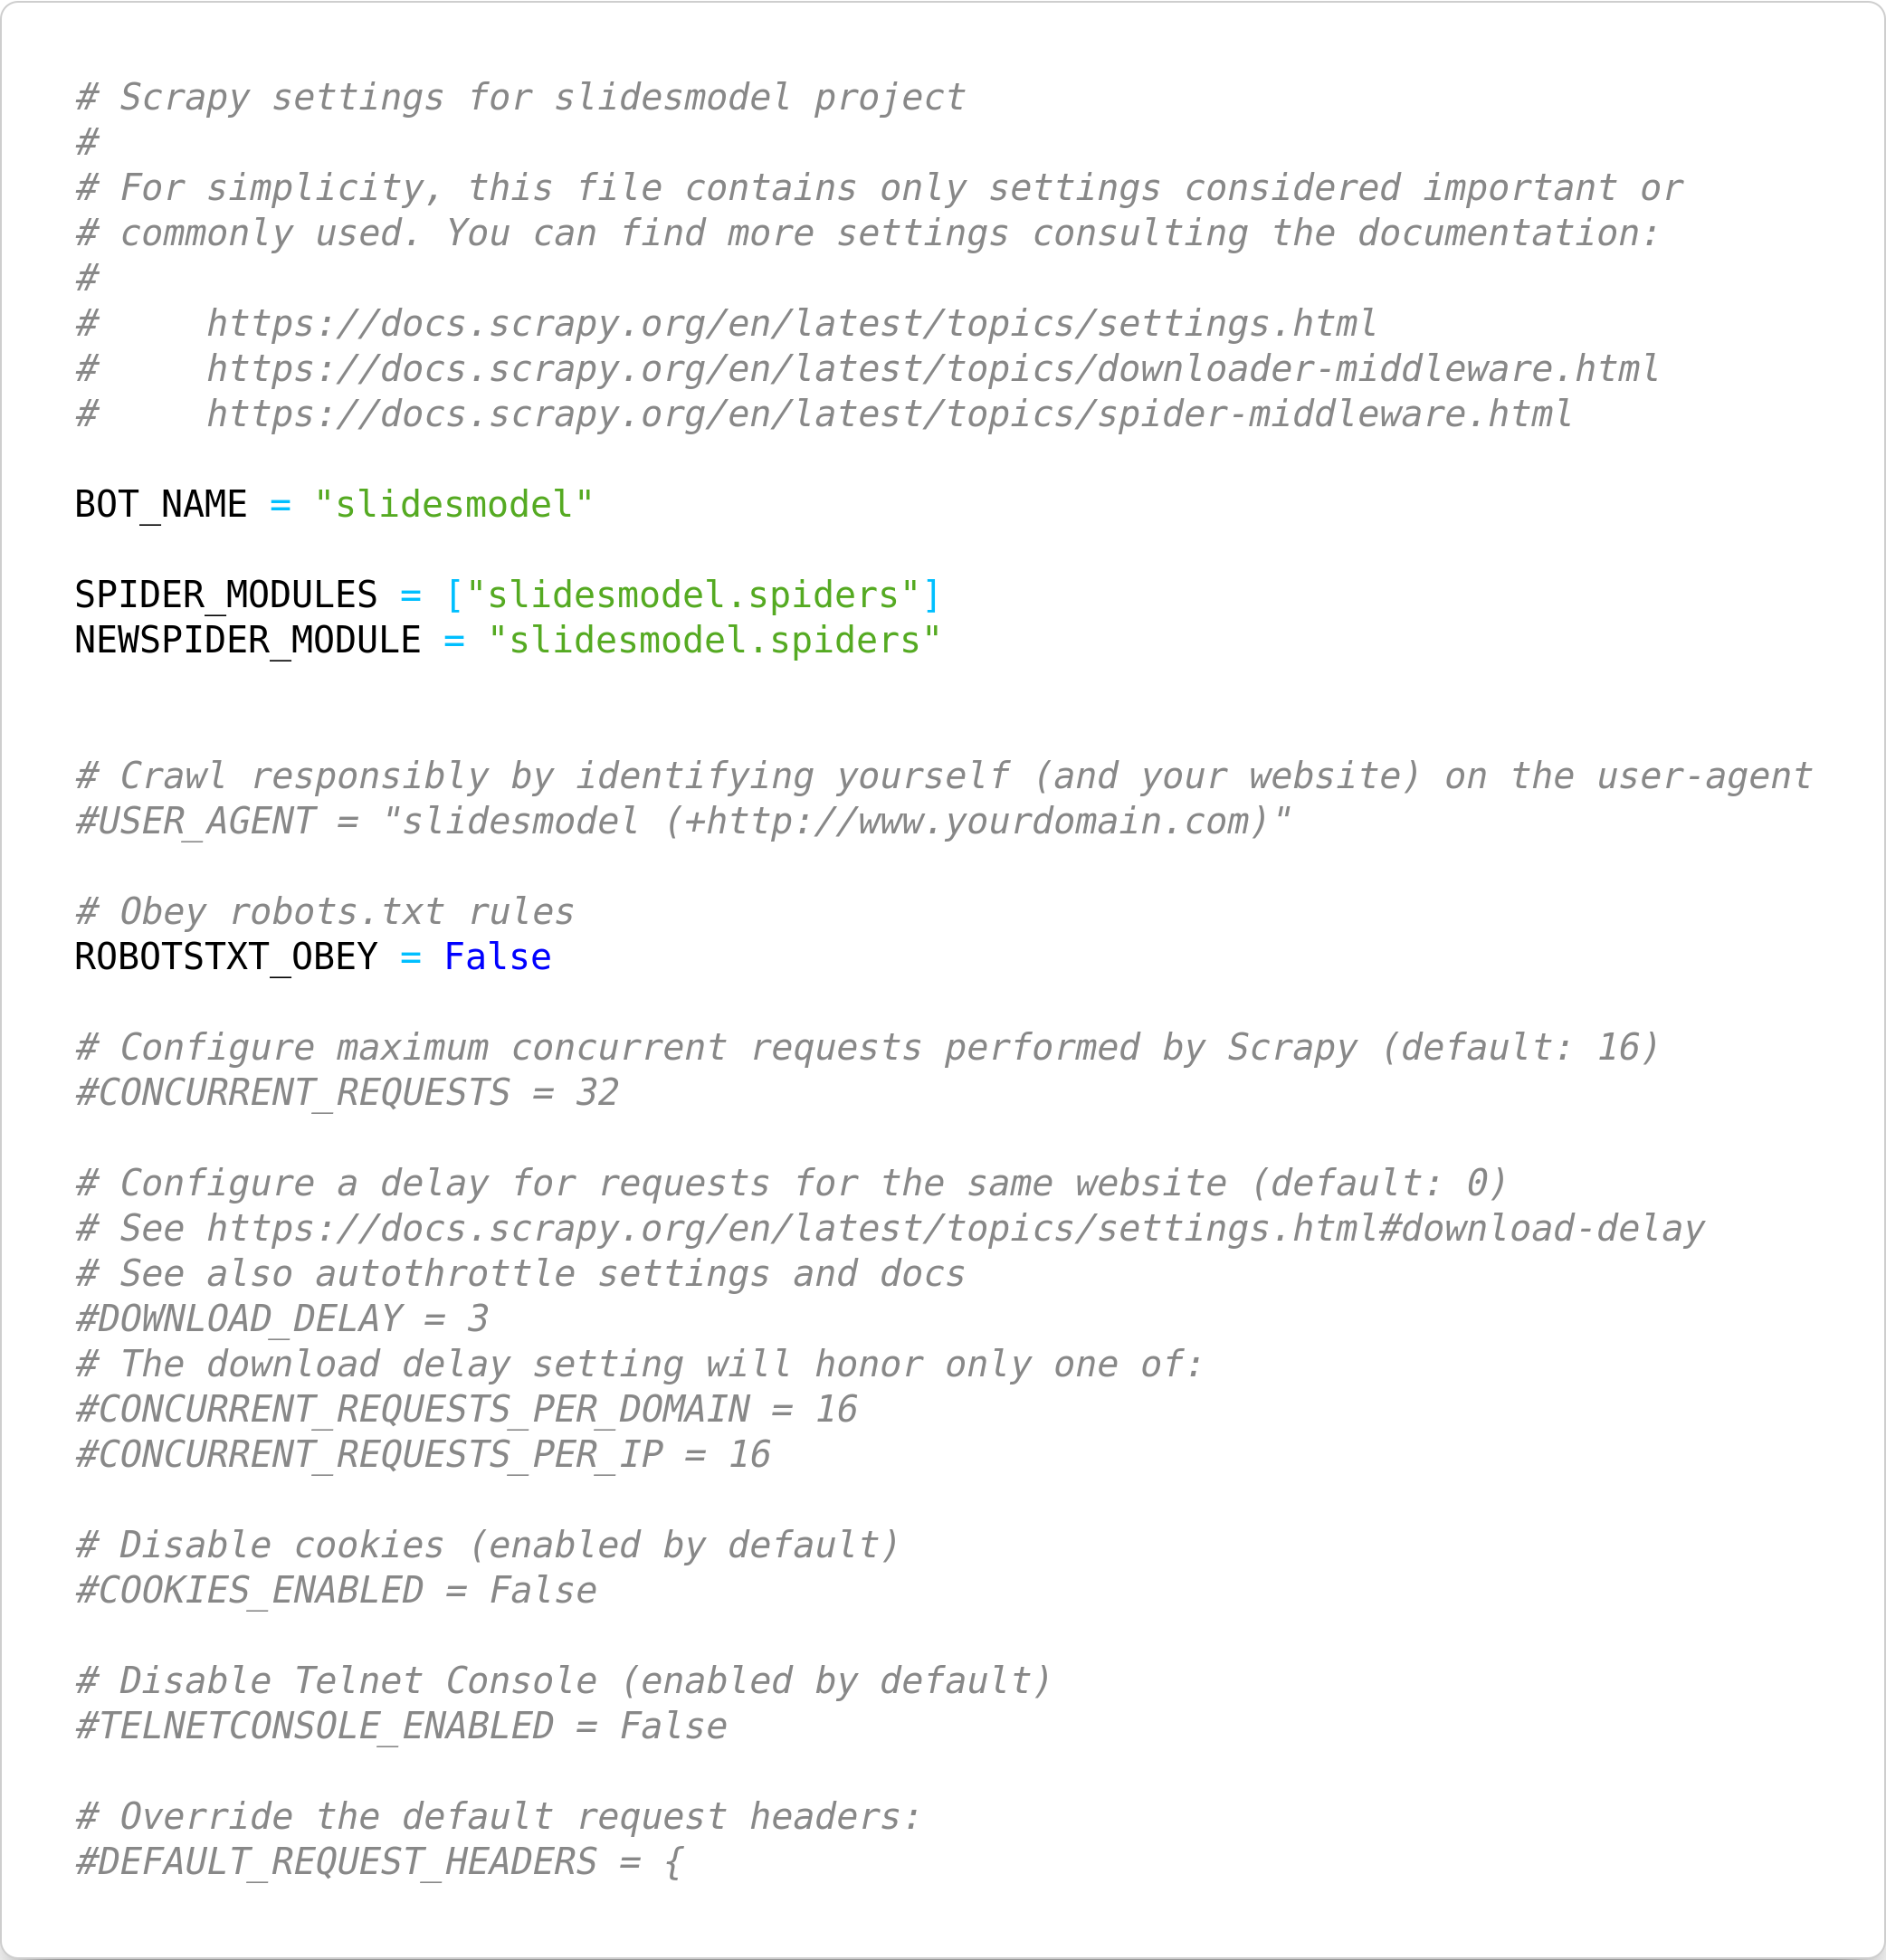 # Scrapy settings for slidesmodel project
#
# For simplicity, this file contains only settings considered important or
# commonly used. You can find more settings consulting the documentation:
#
#     https://docs.scrapy.org/en/latest/topics/settings.html
#     https://docs.scrapy.org/en/latest/topics/downloader-middleware.html
#     https://docs.scrapy.org/en/latest/topics/spider-middleware.html

BOT_NAME = "slidesmodel"

SPIDER_MODULES = ["slidesmodel.spiders"]
NEWSPIDER_MODULE = "slidesmodel.spiders"


# Crawl responsibly by identifying yourself (and your website) on the user-agent
#USER_AGENT = "slidesmodel (+http://www.yourdomain.com)"

# Obey robots.txt rules
ROBOTSTXT_OBEY = False

# Configure maximum concurrent requests performed by Scrapy (default: 16)
#CONCURRENT_REQUESTS = 32

# Configure a delay for requests for the same website (default: 0)
# See https://docs.scrapy.org/en/latest/topics/settings.html#download-delay
# See also autothrottle settings and docs
#DOWNLOAD_DELAY = 3
# The download delay setting will honor only one of:
#CONCURRENT_REQUESTS_PER_DOMAIN = 16
#CONCURRENT_REQUESTS_PER_IP = 16

# Disable cookies (enabled by default)
#COOKIES_ENABLED = False

# Disable Telnet Console (enabled by default)
#TELNETCONSOLE_ENABLED = False

# Override the default request headers:
#DEFAULT_REQUEST_HEADERS = {